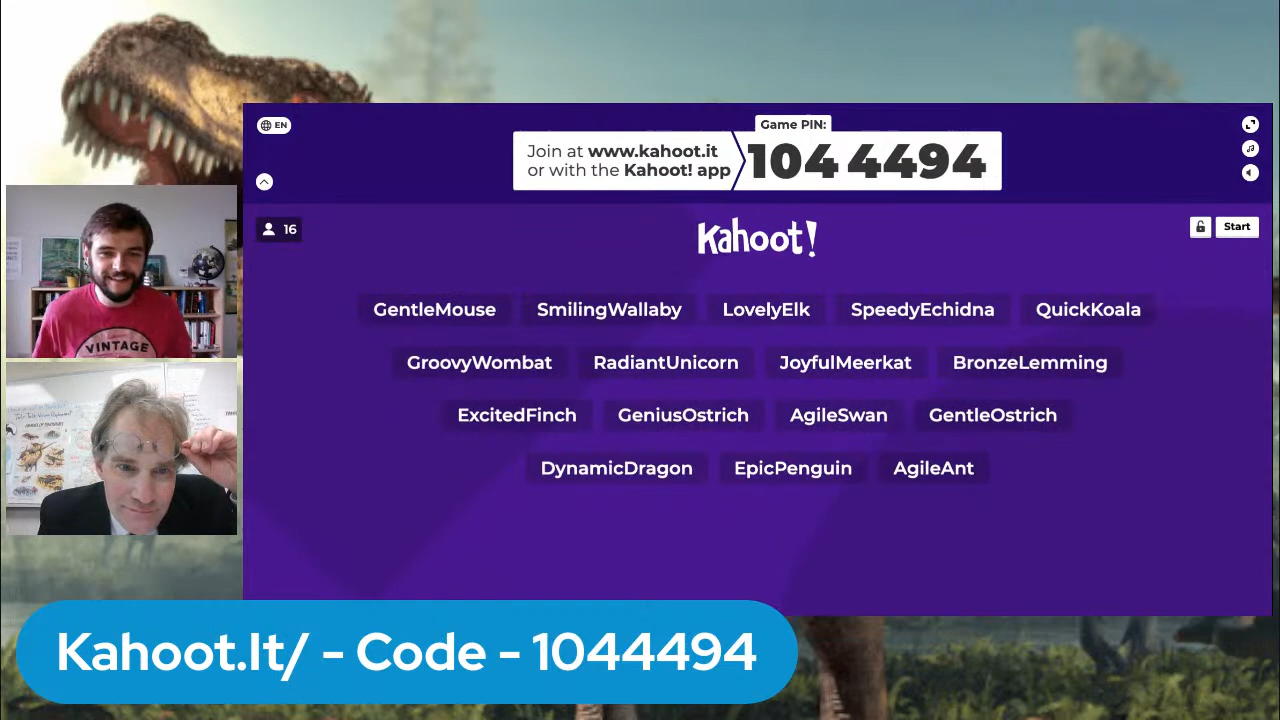 EN
Game PIN:
Join at www.kahoot.it
or with the Kahoot! app
104 4494
16
Kahoot!
Start
GentleMouse SmilingWallaby LovelyElk SpeedyEchidna QuickKoala
GroovyWombat RadiantUnicorn JoyfulMeerkat BronzeLemming
ExcitedFinch GeniusOstrich AgileSwan GentleOstrich
DynamicDragon EpicPenguin AgileAnt
VINTAGE
Kahoot.It/ - Code - 1044494